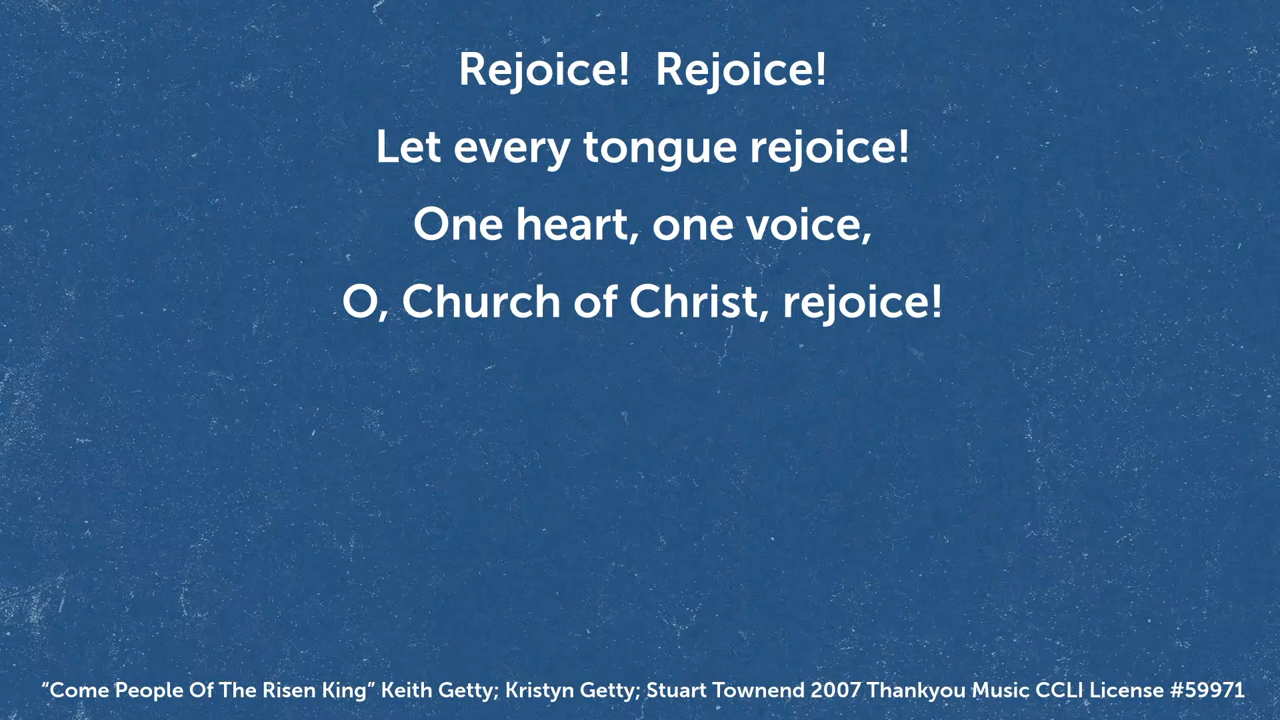 Rejoice!  Rejoice!
Let every tongue rejoice!
One heart, one voice,
O, Church of Christ, rejoice!
“Come People Of The Risen King” Keith Getty; Kristyn Getty; Stuart Townend 2007 Thankyou Music CCLI License #59971